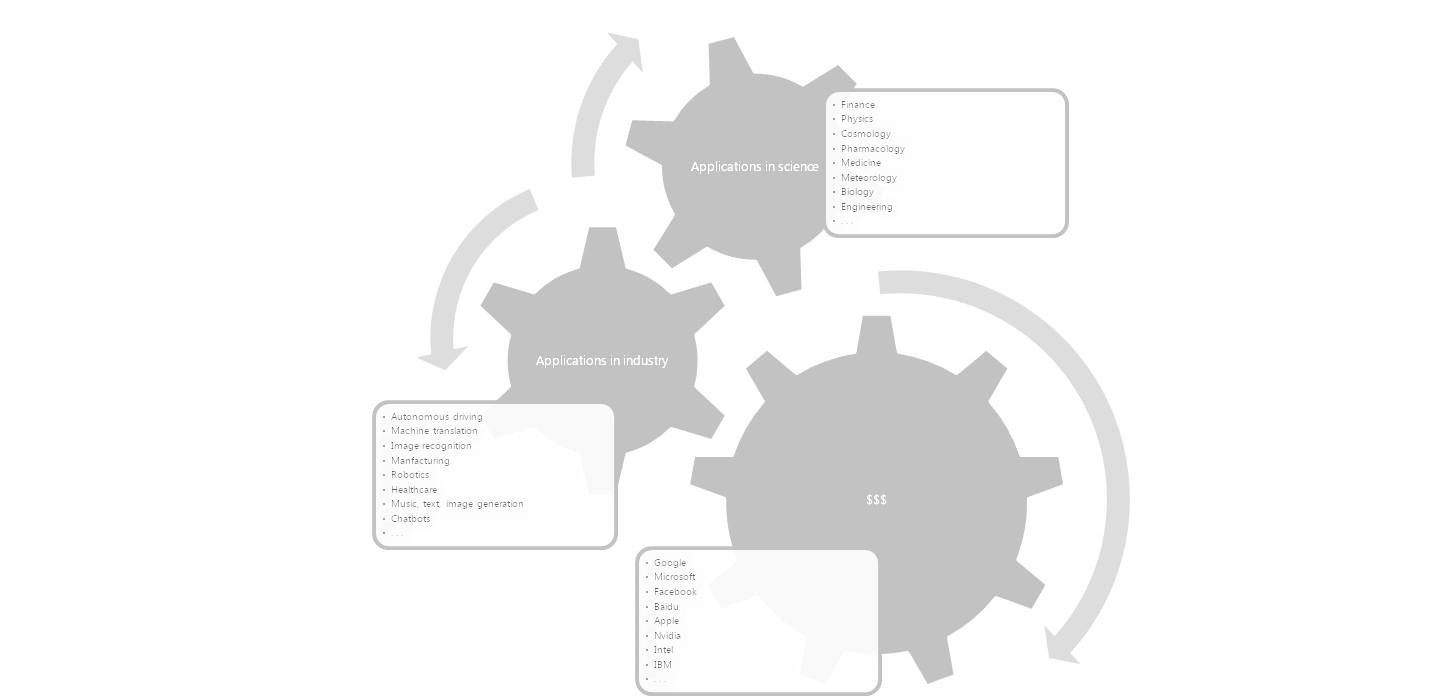 Applications in science
• Finance
• Physics
• Cosmology
• Pharmacology
• Medicine
• Meteorology
• Biology
• Engineering
• . . .
Applications in industry
• Autonomous driving
• Machine translation
• Image recognition
• Manfacturing
• Robotics
• Healthcare
• Music, text, image generation
• Chatbots
• . . .
$$$
• Google
• Microsoft
• Facebook
• Baidu
• Apple
• Nvidia
• Intel
• IBM
• . . .